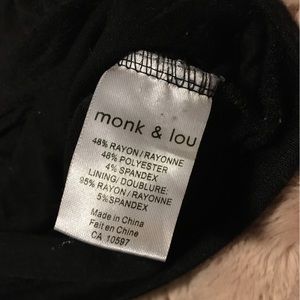 monk & lou
48% RAYON/RAYONNE
48% POLYESTER
4% SPANDEX
LINING/DOUBLURE:
95% RAYON/RAYONNE
5%SPANDEX
Made in China
Fait en Chine
CA 10597